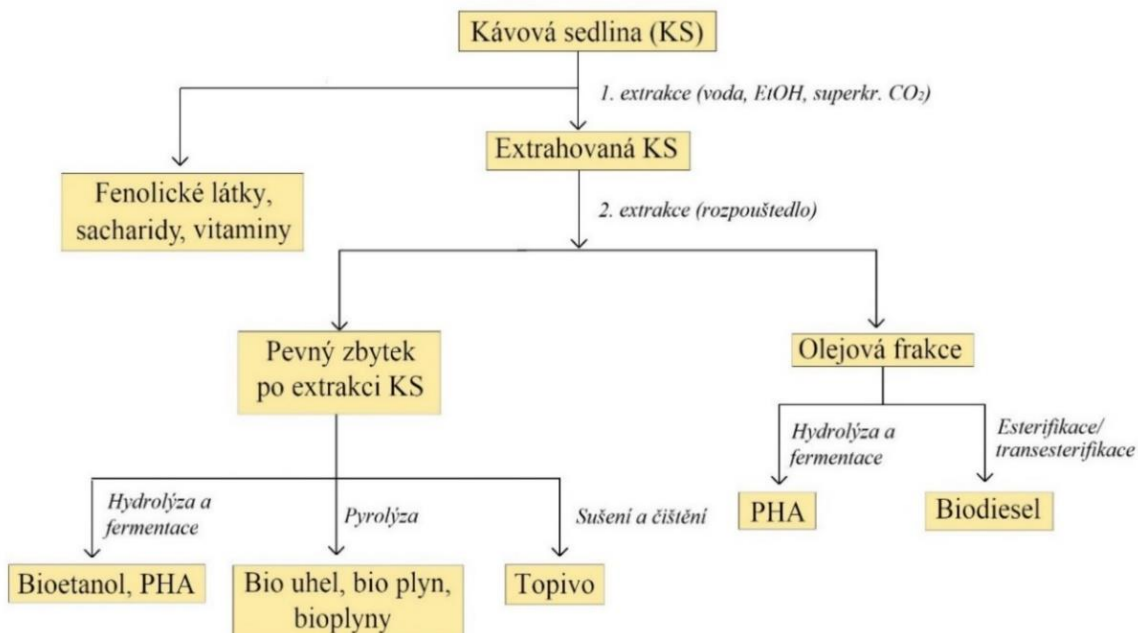 Kávová sedlina (KS)
1. extrakce (voda, EtOH, superkr. CO₂)
Extrahovaná KS
Fenolické látky,
sacharidy, vitaminy
2. extrakce (rozpouštedlo)
Pevný zbytek
po extrakci KS
Olejová frakce
Hydrolýza a
fermentace
Esterifikace/
transesterifikace
PHA
Biodiesel
Hydrolýza a
fermentace
Pyrolýza
Sušení a čištění
Bioetanol, PHA
Bio uhel, bio plyn,
bioplyny
Topivo